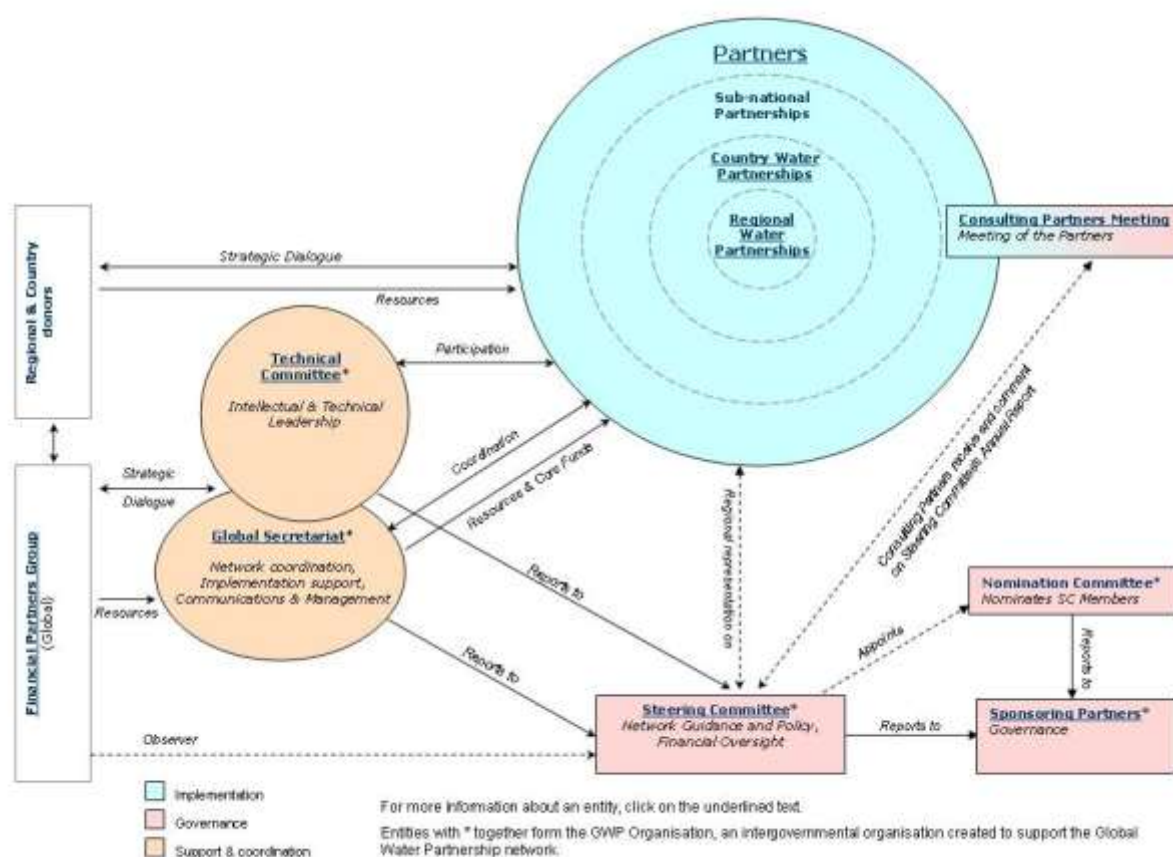 Partners
Sub-national
Partnerships
Country Water
Partnerships
Regional
Water
Partnerships
Consulting Partners Meeting
Meeting of the Partners
Regional & Country
donors
Strategic Dialogue
Resources
Technical
Committee*
Intellectual & Technical
Leadership
Participation
Coordination
Resources & Core Funds
Strategic
Dialogue
Global Secretariat*
Network coordination,
Implementation support,
Communications & Management
Financial Partners Group
(Global)
Resources
Reports to
Reports to
Regional representation on
Consulting Partners receive and comment
on Steering Committee's Annual Report
Nomination Committee*
Nominates SC Members
Appoints
Reports to
Steering Committee*
Network Guidance and Policy,
Financial Oversight
Reports to
Sponsoring Partners*
Governance
Observer
Implementation
Governance
Support & coordination
For more information about an entity, click on the underlined text.
Entities with * together form the GWP Organisation, an intergovernmental organisation created to support the Global
Water Partnership network.